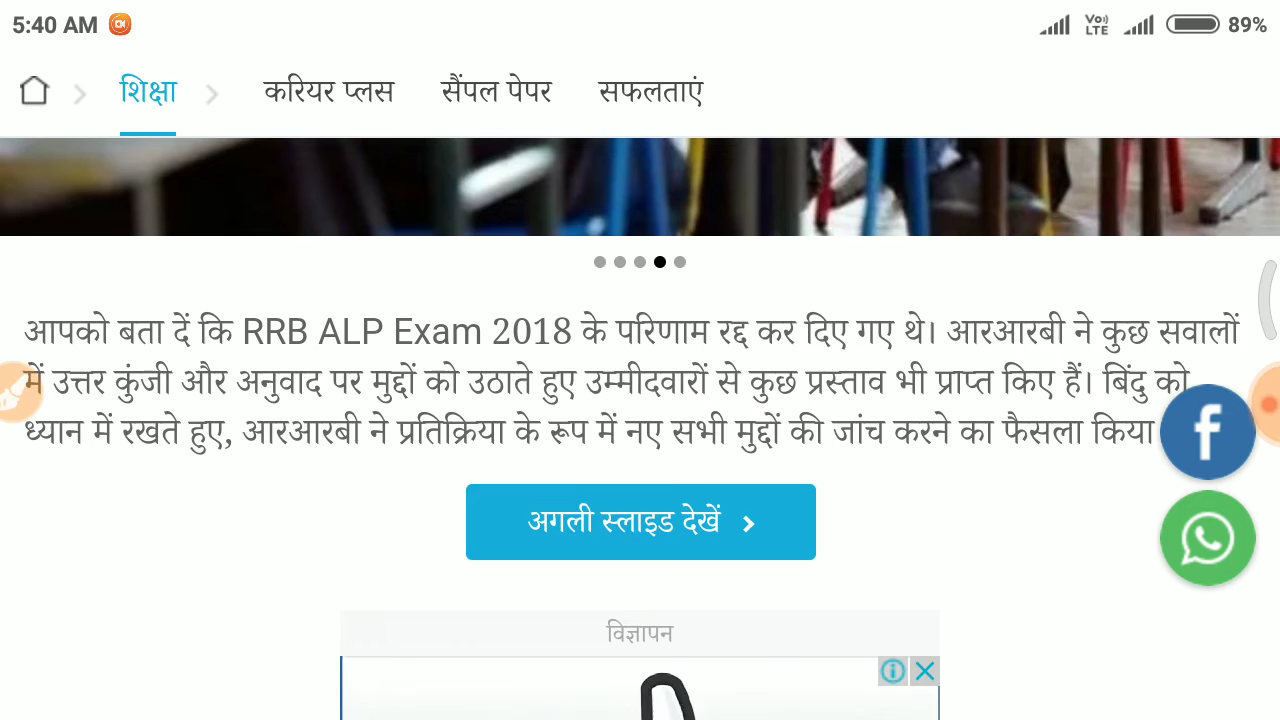 5:40 AM Vo)) LTE 89%
शिक्षा करियर प्लस सैंपल पेपर सफलताएं
आपको बता दें कि RRB ALP Exam 2018 के परिणाम रद्द कर दिए गए थे। आरआरबी ने कुछ सवालों
में उत्तर कुंजी और अनुवाद पर मुद्दों को उठाते हुए उम्मीदवारों से कुछ प्रस्ताव भी प्राप्त किए हैं। बिंदु को
ध्यान में रखते हुए, आरआरबी ने प्रतिक्रिया के रूप में नए सभी मुद्दों की जांच करने का फैसला किया
अगली स्लाइड देखें
विज्ञापन